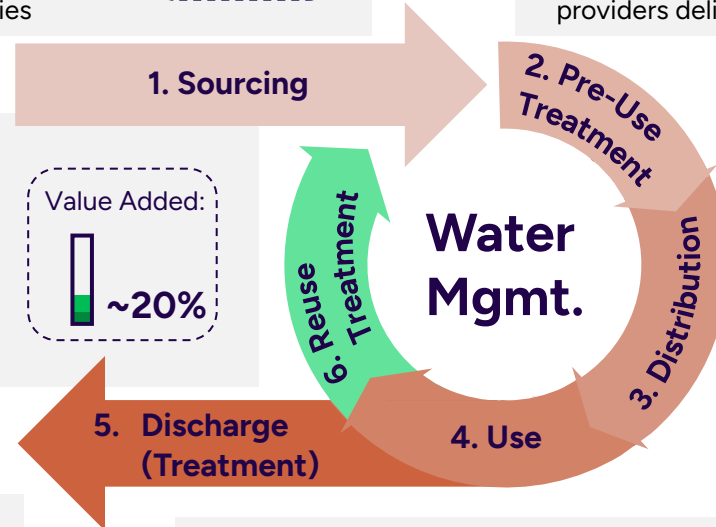 ies
providers deli
1. Sourcing
2. Pre-Use
Treatment
Value Added:
~20%
Water
Mgmt.
3. Distribution
6. Reuse
Treatment
4. Use
5. Discharge
(Treatment)